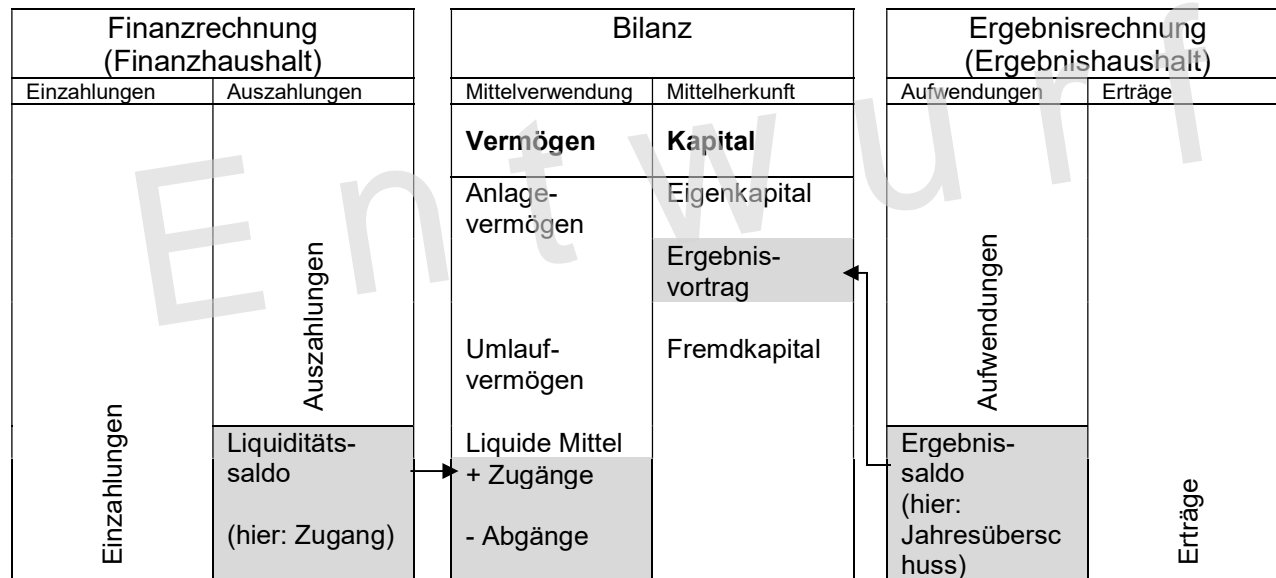 Finanzrechnung
(Finanzhaushalt)
Einzahlungen
Auszahlungen
Einzahlungen
Auszahlungen
Liquiditäts-
saldo
(hier: Zugang)
Bilanz
Mittelverwendung
Mittelherkunft
Vermögen
Kapital
Anlage-
vermögen
Eigenkapital
Ergebnis-
vortrag
Umlauf-
vermögen
Fremdkapital
Liquide Mittel
+ Zugänge
- Abgänge
Ergebnisrechnung
(Ergebnishaushalt)
Aufwendungen
Erträge
Aufwendungen
Ergebnis-
saldo
(hier:
Jahresübersc
huss)
Erträge
Entwurf